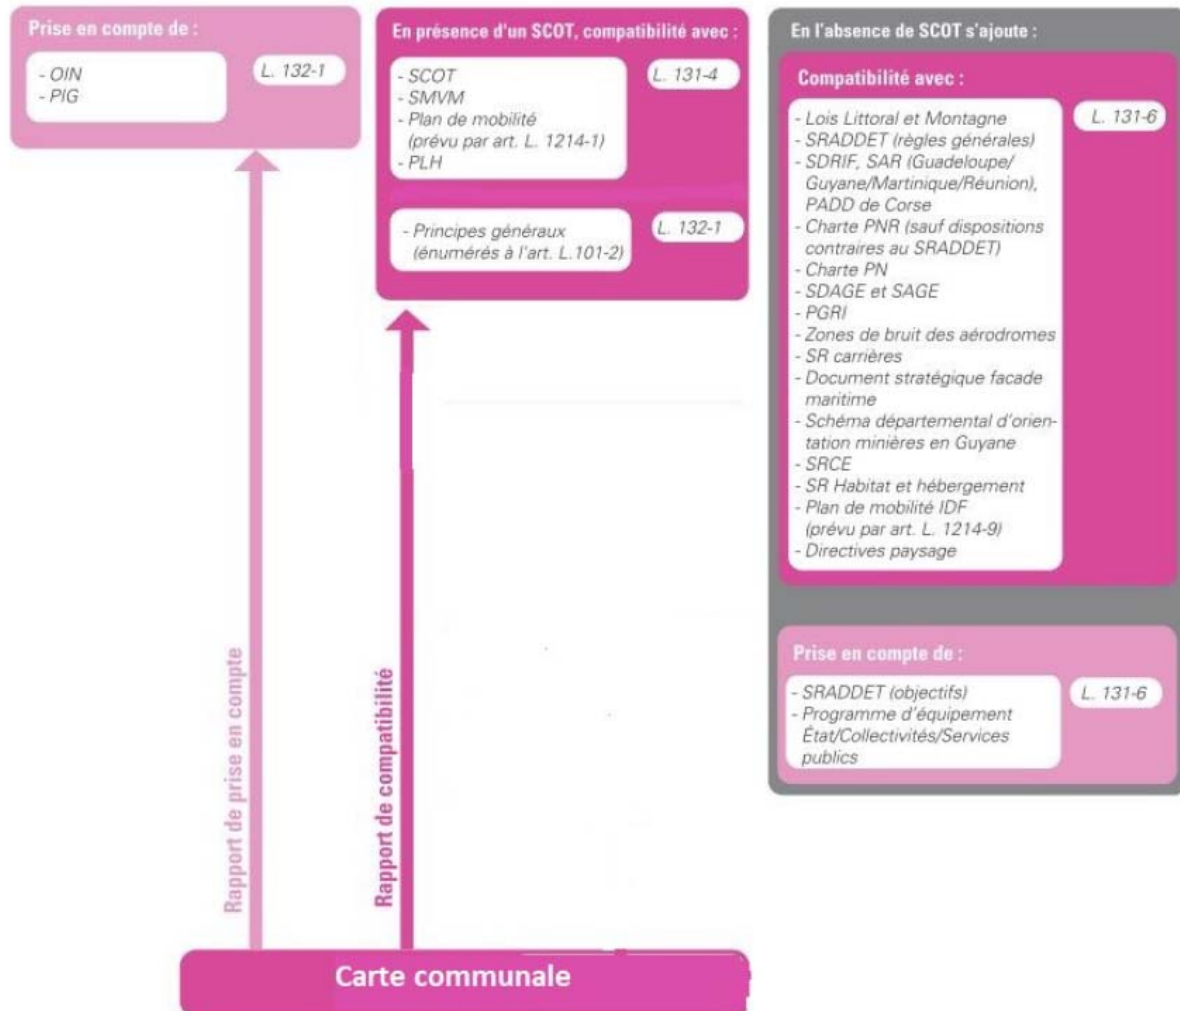 Prise en compte de :
- OIN
- PIG
L. 132-1
En présence d'un SCOT, compatibilité avec :
- SCOT
- SMVM
- Plan de mobilité
(prévu par art. L. 1214-1)
- PLH
L. 131-4
- Principes généraux
(énumérés à l'art. L.101-2)
L. 132-1
En l'absence de SCOT s'ajoute :
Compatibilité avec :
- Lois Littoral et Montagne
- SRADDET (règles générales)
- SDRIF, SAR (Guadeloupe/
Guyane/Martinique/Réunion),
PADD de Corse
- Charte PNR (sauf dispositions
contraires au SRADDET)
- Charte PN
- SDAGE et SAGE
- PGRI
- Zones de bruit des aérodromes
- SR carrières
- Document stratégique facade
maritime
- Schéma départemental d'orien-
tation minières en Guyane
- SRCE
- SR Habitat et hébergement
- Plan de mobilité IDF
(prévu par art. L. 1214-9)
- Directives paysage
L. 131-6
Prise en compte de :
- SRADDET (objectifs)
- Programme d'équipement
État/Collectivités/Services
publics
L. 131-6
Rapport de prise en compte
Rapport de compatibilité
Carte communale